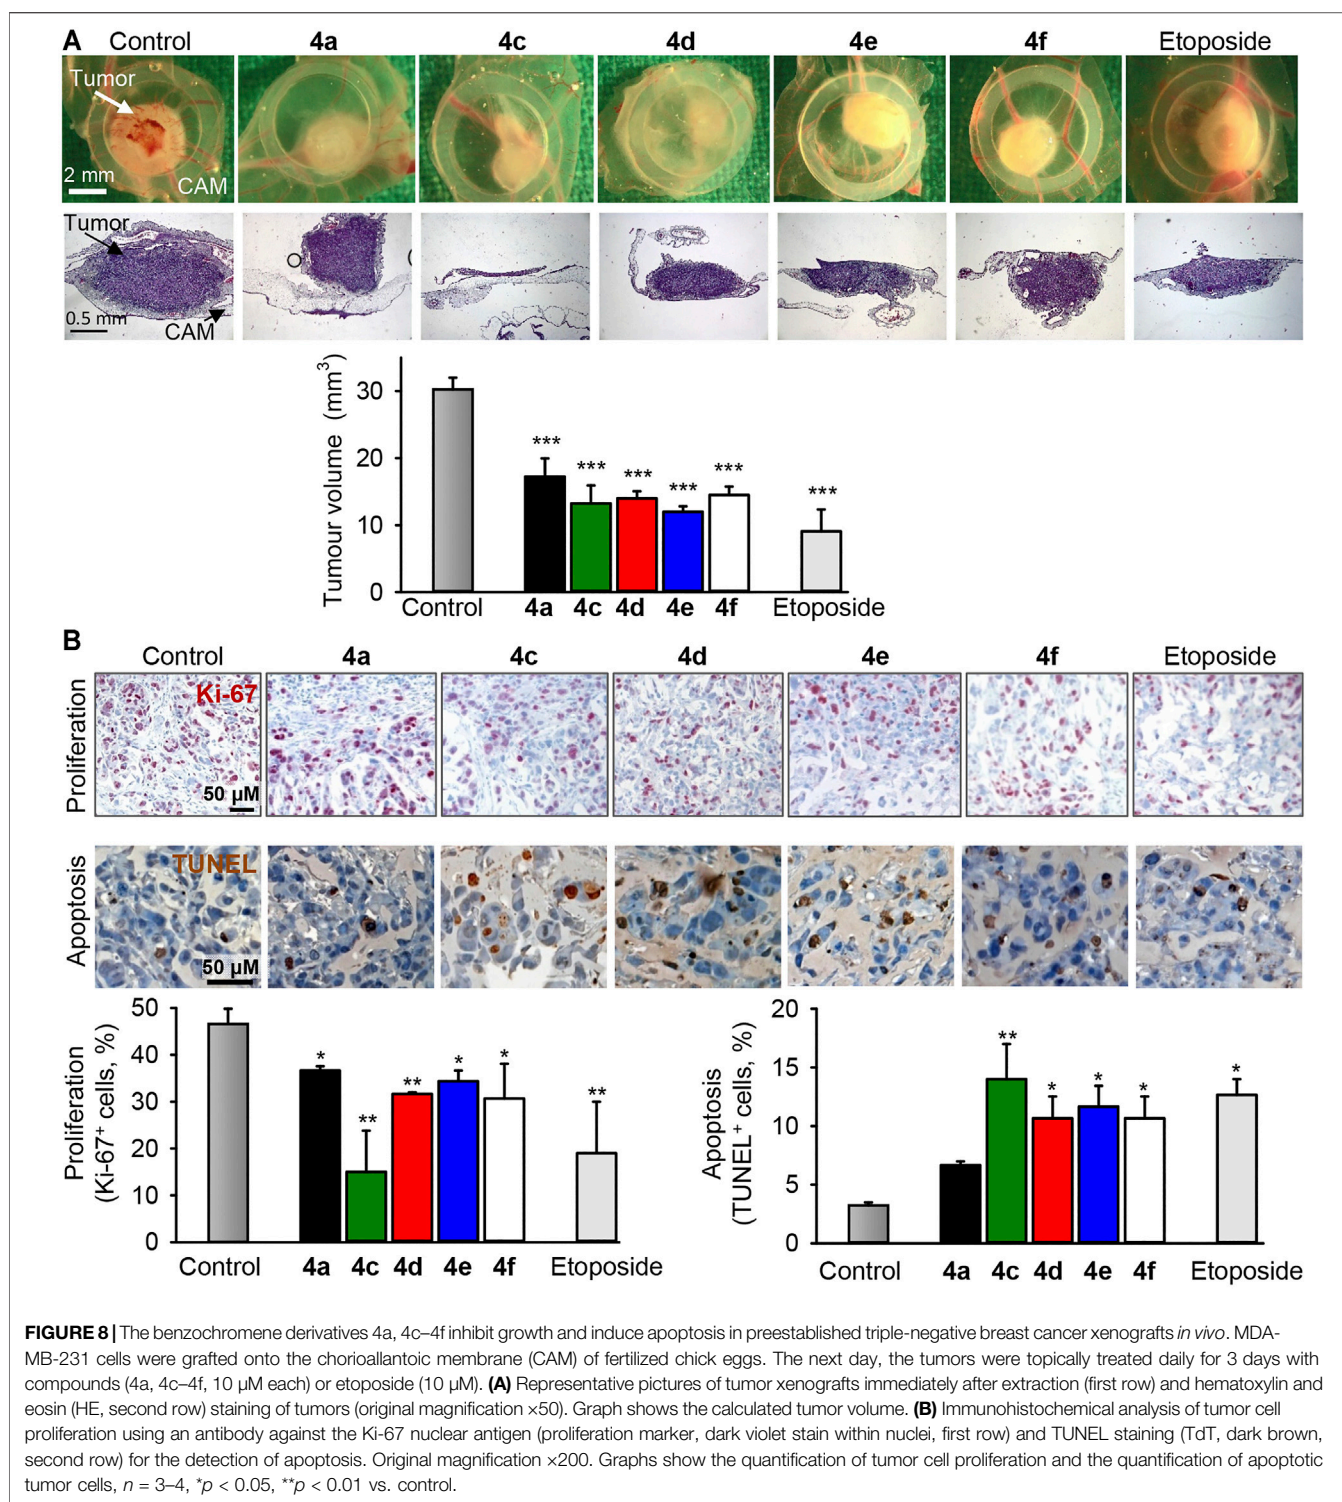 A Control 4a 4c 4d 4e 4f Etoposide
Tumor
2 mm CAM
Tumor
0.5 mm CAM
Tumour volume (mm³)
30
20
10
0
*** *** *** *** *** ***
Control 4a 4c 4d 4e 4f Etoposide
B Control 4a 4c 4d 4e 4f Etoposide
Proliferation
Ki-67
50 µM
Apoptosis
TUNEL
50 µM
Proliferation
(Ki-67⁺ cells, %)
50
40
30
20
10
0
* ** ** * * **
Control 4a 4c 4d 4e 4f Etoposide
Apoptosis
(TUNEL⁺ cells, %)
20
15
10
5
0
** * * * *
Control 4a 4c 4d 4e 4f Etoposide
FIGURE 8 | The benzochromene derivatives 4a, 4c–4f inhibit growth and induce apoptosis in preestablished triple-negative breast cancer xenografts in vivo. MDA-
MB-231 cells were grafted onto the chorioallantoic membrane (CAM) of fertilized chick eggs. The next day, the tumors were topically treated daily for 3 days with
compounds (4a, 4c–4f, 10 µM each) or etoposide (10 µM). (A) Representative pictures of tumor xenografts immediately after extraction (first row) and hematoxylin and
eosin (HE, second row) staining of tumors (original magnification ×50). Graph shows the calculated tumor volume. (B) Immunohistochemical analysis of tumor cell
proliferation using an antibody against the Ki-67 nuclear antigen (proliferation marker, dark violet stain within nuclei, first row) and TUNEL staining (TdT, dark brown,
second row) for the detection of apoptosis. Original magnification ×200. Graphs show the quantification of tumor cell proliferation and the quantification of apoptotic
tumor cells, n = 3–4, *p < 0.05, **p < 0.01 vs. control.